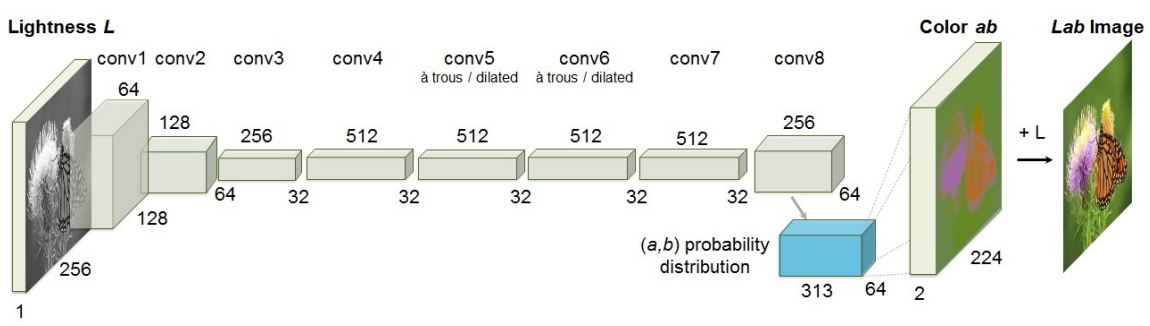 Lightness L
Color ab
Lab Image
conv1
conv2
conv3
conv4
conv5
à trous / dilated
conv6
à trous / dilated
conv7
conv8
64
128
256
512
512
512
512
256
+ L
64
32
32
32
32
32
64
128
256
1
(a,b) probability
distribution
313
64
2
224